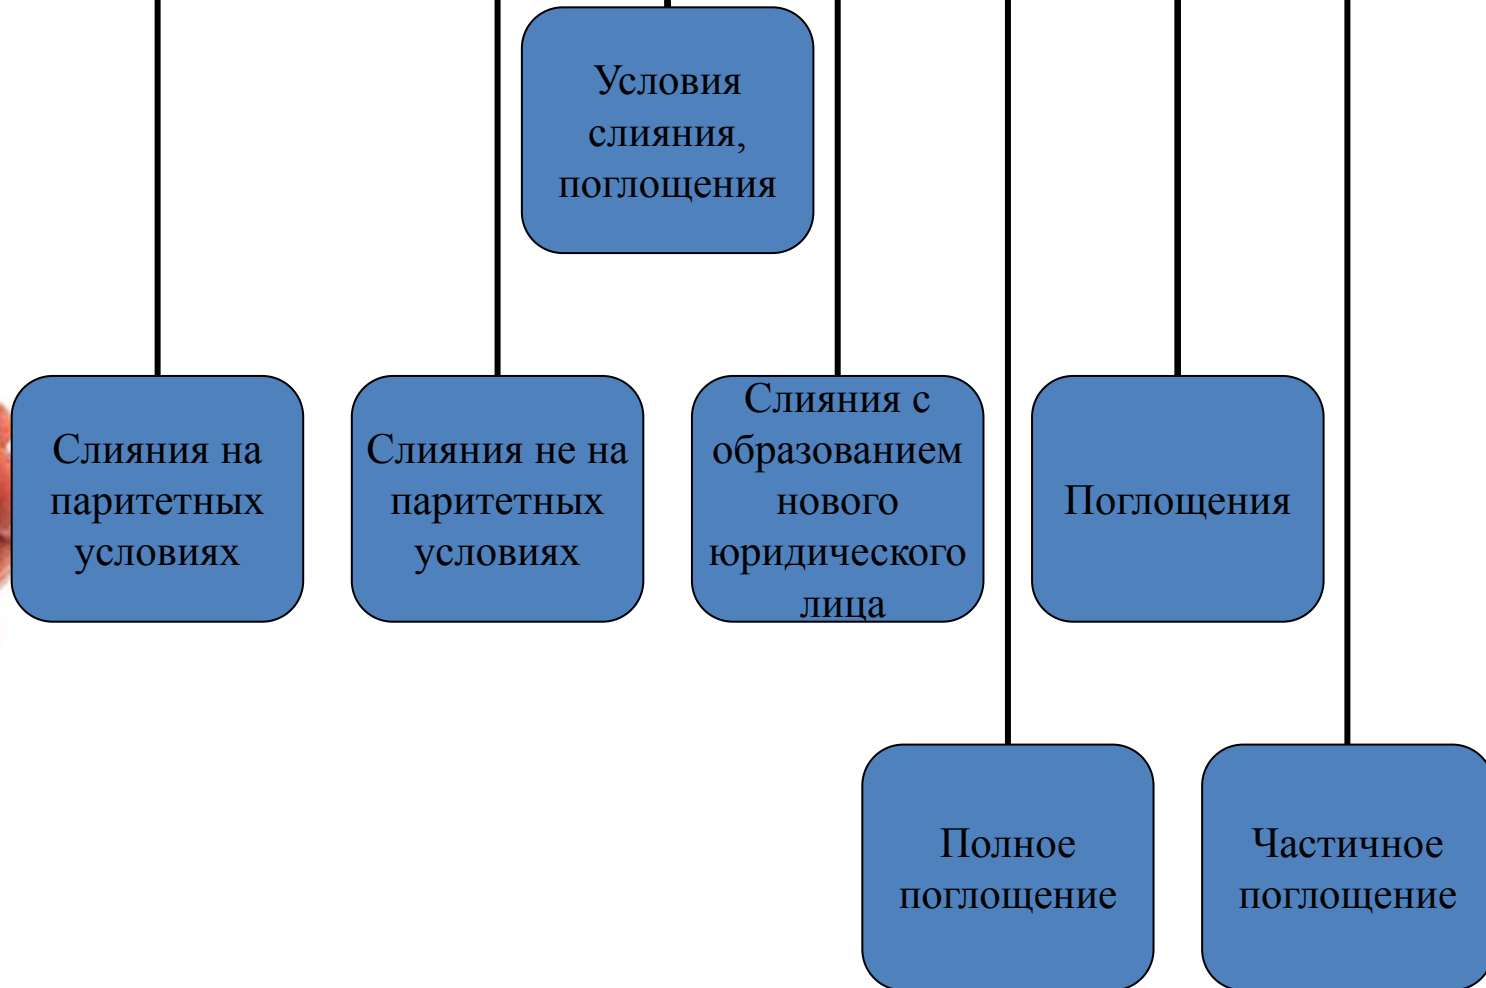 Условия
слияния,
поглощения
Слияния на
паритетных
условиях
Слияния не на
паритетных
условиях
Слияния с
образованием
нового
юридического
лица
Поглощения
Полное
поглощение
Частичное
поглощение